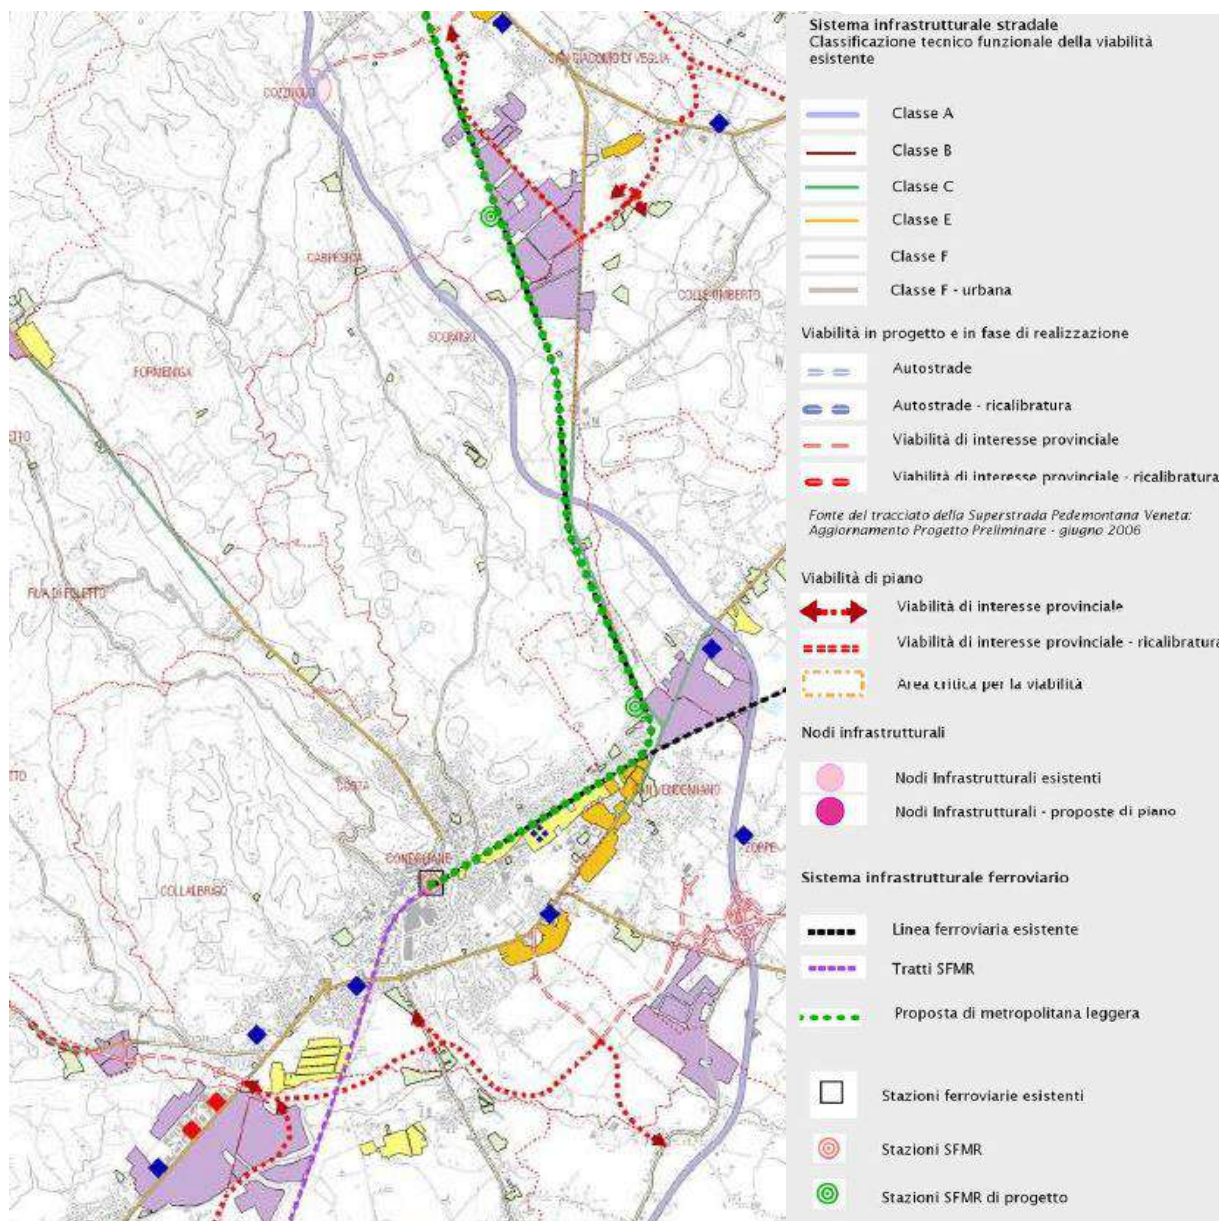 SAN GIACOMO DI VEGLIA
COZZUOLO
CARPESICA
COLLE UMBERTO
SCOMIGO
FORMENIGA
COSTA
SAN VENDEMIANO
CONEGLIANO
ZOPPE
COLLALBRIGO
Sistema infrastrutturale stradale
Classificazione tecnico funzionale della viabilità
esistente
Classe A
Classe B
Classe C
Classe E
Classe F
Classe F - urbana
Viabilità in progetto e in fase di realizzazione
Autostrade
Autostrade - ricalibratura
Viabilità di interesse provinciale
Viabilità di interesse provinciale - ricalibratura
Fonte del tracciato della Superstrada Pedemontana Veneta:
Aggiornamento Progetto Preliminare - giugno 2006
Viabilità di piano
Viabilità di interesse provinciale
Viabilità di interesse provinciale - ricalibratura
Area critica per la viabilità
Nodi infrastrutturali
Nodi Infrastrutturali esistenti
Nodi Infrastrutturali - proposte di piano
Sistema infrastrutturale ferroviario
Linea ferroviaria esistente
Tratti SFMR
Proposta di metropolitana leggera
Stazioni ferroviarie esistenti
Stazioni SFMR
Stazioni SFMR di progetto